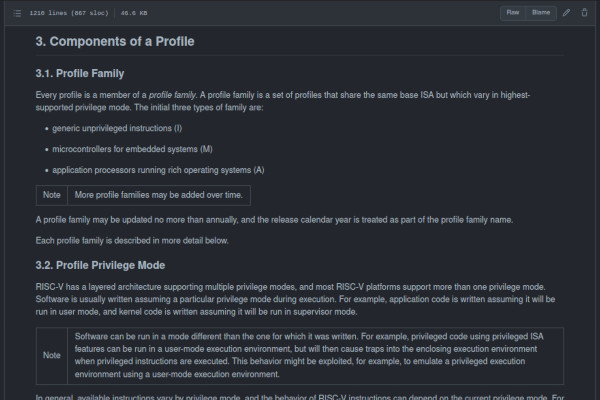 1210 lines (867 sloc) 46.6 KB Raw Blame
3. Components of a Profile
3.1. Profile Family
Every profile is a member of a profile family. A profile family is a set of profiles that share the same base ISA but which vary in highest-
supported privilege mode. The initial three types of family are:
• generic unprivileged instructions (I)
• microcontrollers for embedded systems (M)
• application processors running rich operating systems (A)
Note More profile families may be added over time.
A profile family may be updated no more than annually, and the release calendar year is treated as part of the profile family name.
Each profile family is described in more detail below.
3.2. Profile Privilege Mode
RISC-V has a layered architecture supporting multiple privilege modes, and most RISC-V platforms support more than one privilege mode.
Software is usually written assuming a particular privilege mode during execution. For example, application code is written assuming it will be
run in user mode, and kernel code is written assuming it will be run in supervisor mode.
Software can be run in a mode different than the one for which it was written. For example, privileged code using privileged ISA
features can be run in a user-mode execution environment, but will then cause traps into the enclosing execution environment
Note when privileged instructions are executed. This behavior might be exploited, for example, to emulate a privileged execution
environment using a user-mode execution environment.
In general, available instructions vary by privilege mode, and the behavior of RISC-V instructions can depend on the current privilege mode. For